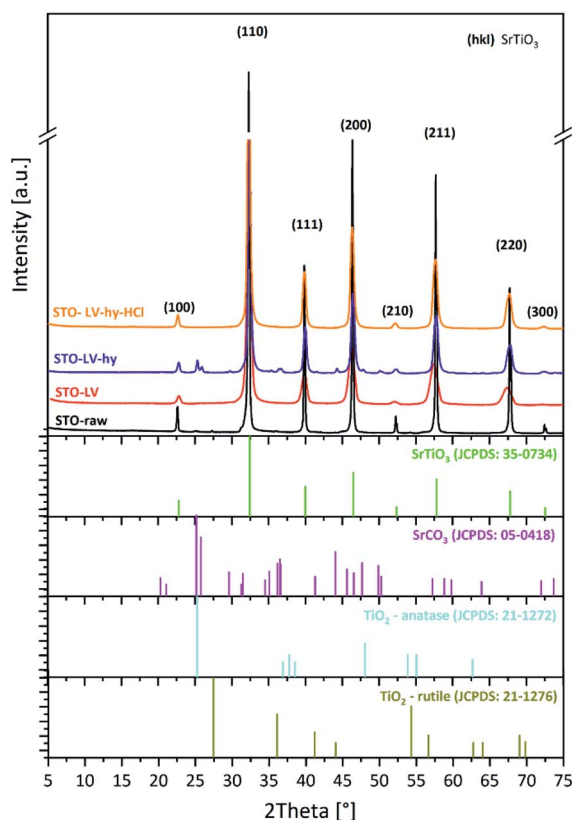 (110)
(hkl) SrTiO3
(200)
(211)
(111)
(220)
STO- LV-hy-HCl
(100)
(210)
(300)
STO-LV-hy
STO-LV
STO-raw
Intensity [a.u.]
SrTiO3 (JCPDS: 35-0734)
SrCO3 (JCPDS: 05-0418)
TiO2 - anatase (JCPDS: 21-1272)
TiO2 - rutile (JCPDS: 21-1276)
5 10 15 20 25 30 35 40 45 50 55 60 65 70 75
2Theta [°]